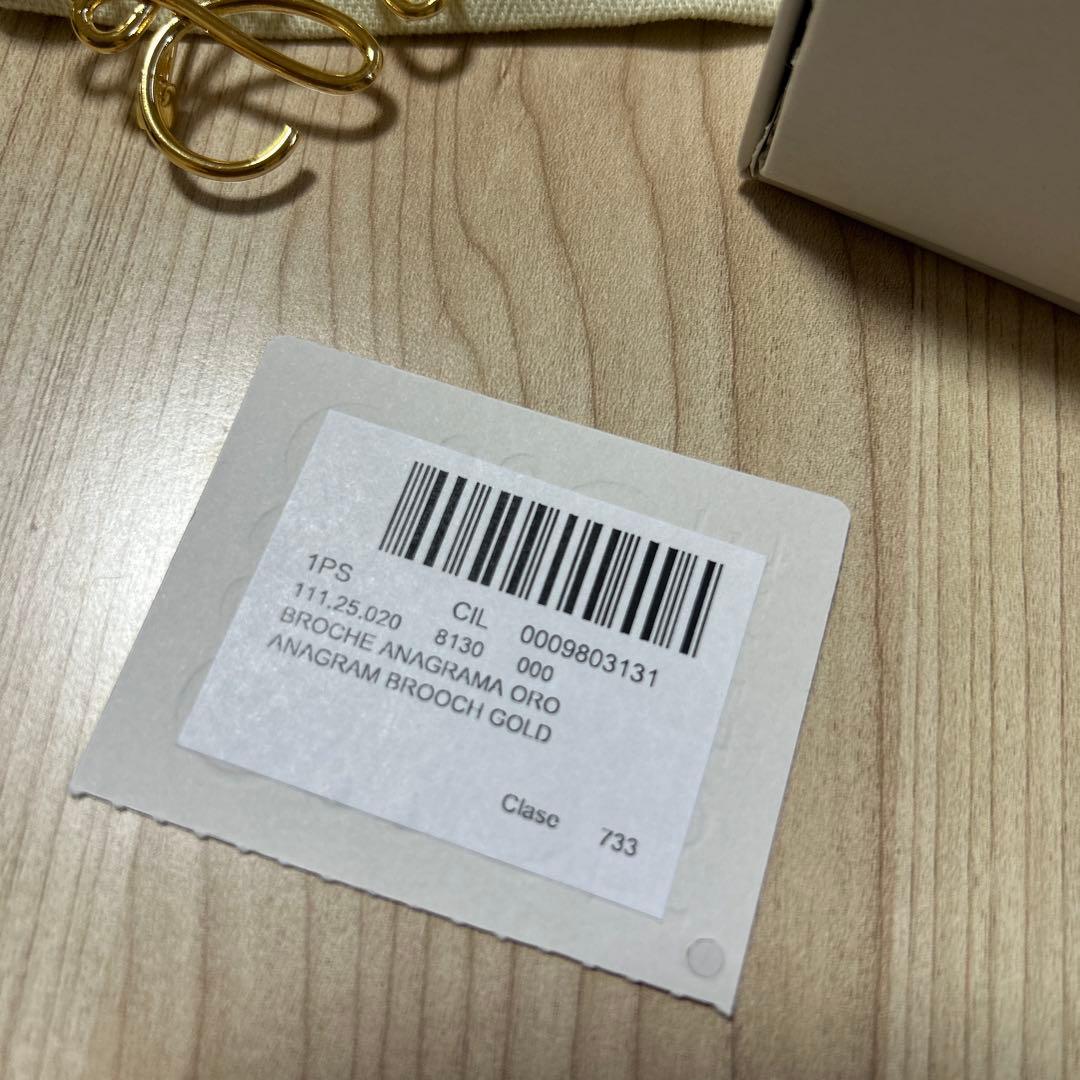 1PS CIL 0009803131
111.25.020 8130 000
BROCHE ANAGRAMA ORO
ANAGRAM BROOCH GOLD
Clase 733